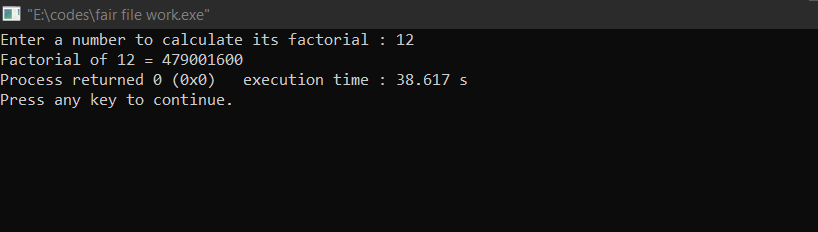 "E:\codes\fair file work.exe"
Enter a number to calculate its factorial : 12
Factorial of 12 = 479001600
Process returned 0 (0x0)   execution time : 38.617 s
Press any key to continue.